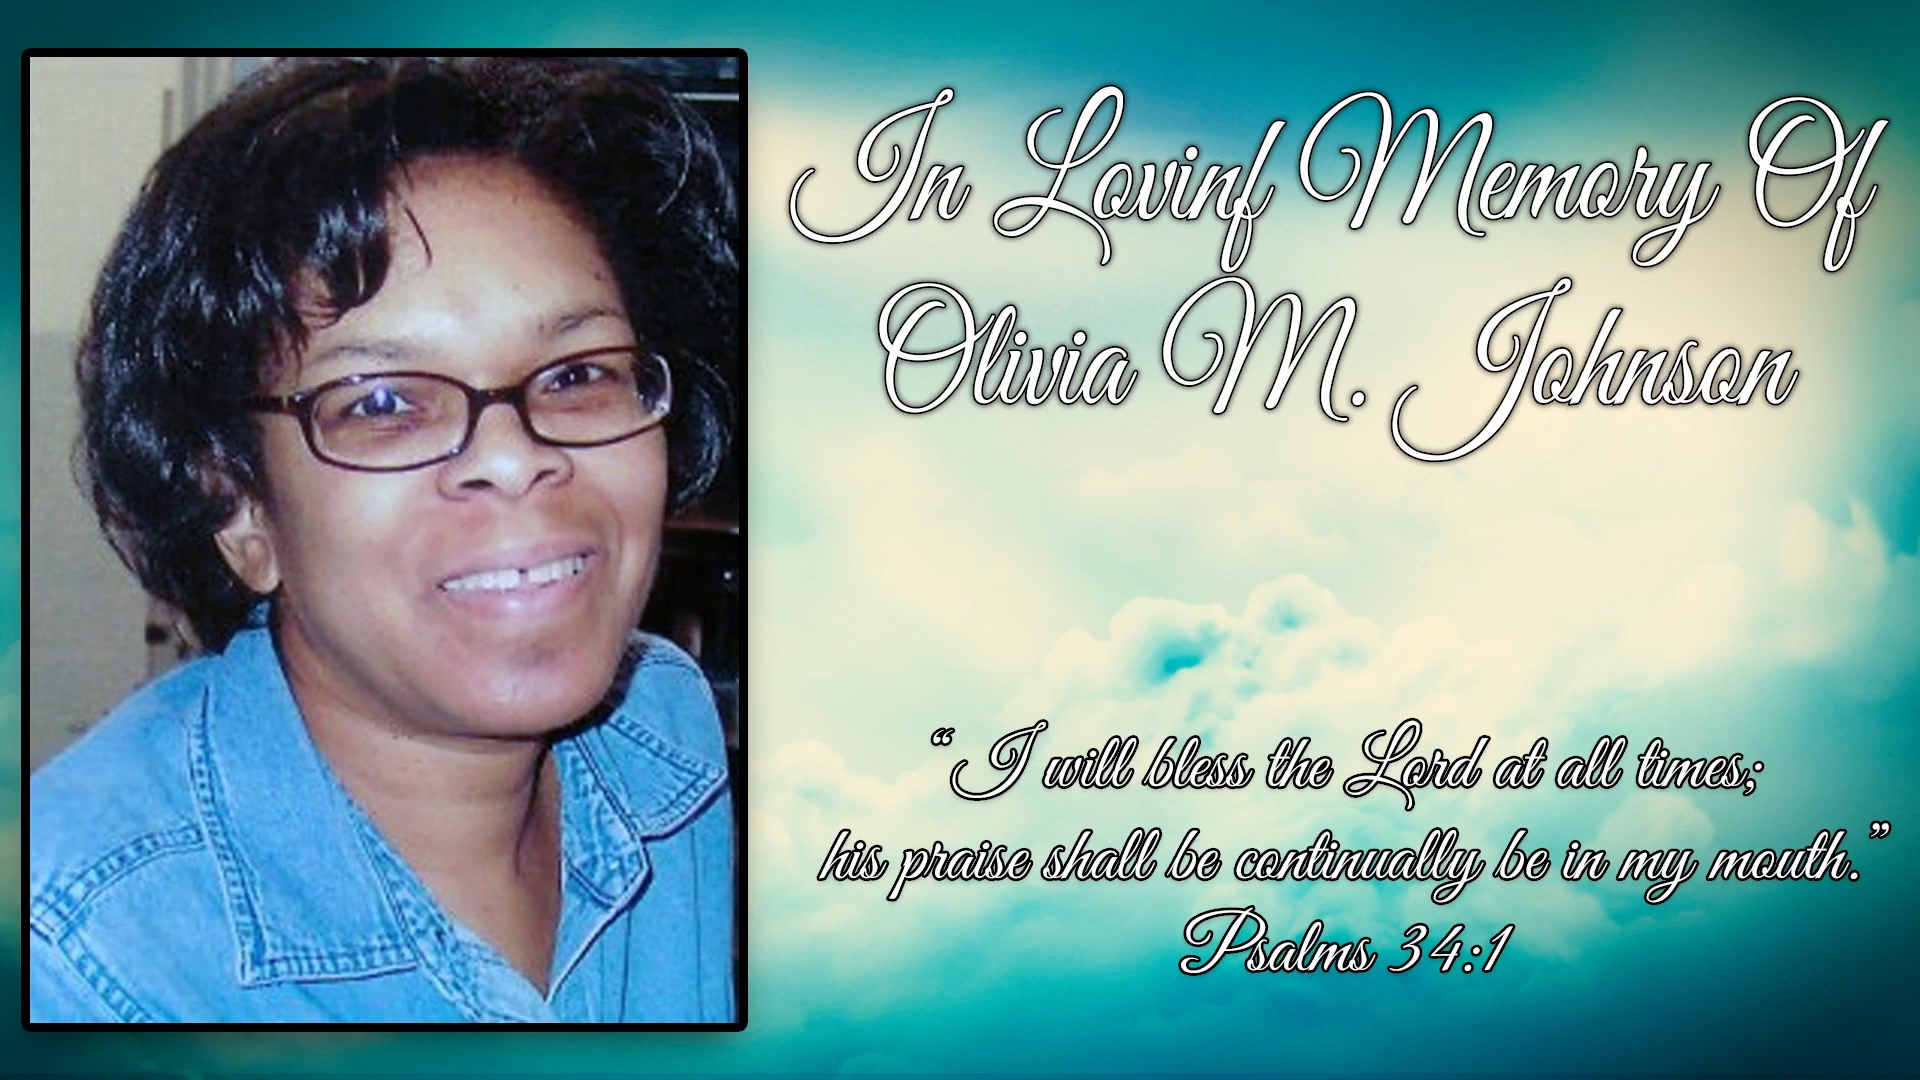 In Lovinf Memory Of
Olivia M. Johnson
“I will bless the Lord at all times;
his praise shall be continually be in my mouth.”
Psalms 34:1